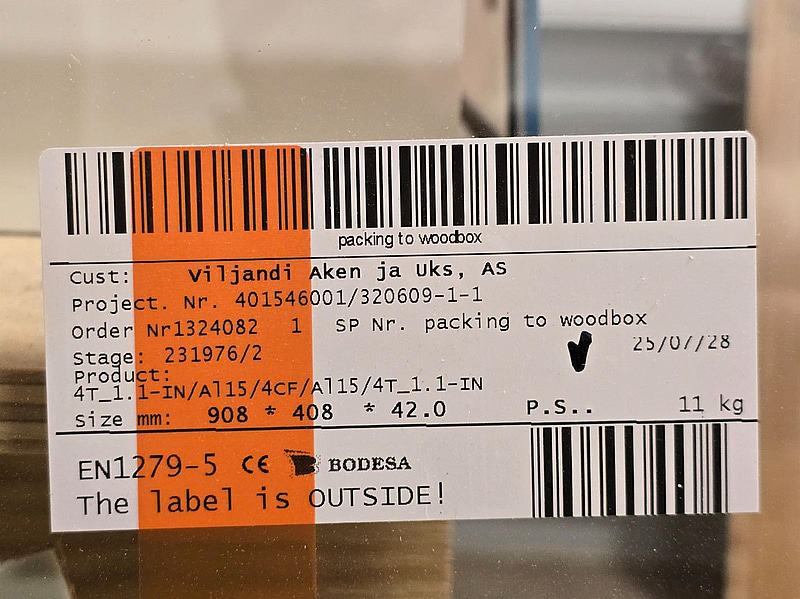 packing to woodbox
Cust: Viljandi Aken ja Uks, AS
Project. Nr. 401546001/320609-1-1
Order Nr1324082 1 SP Nr. packing to woodbox
25/07/28
Stage: 231976/2
Product:
4T_1.1-IN/Al15/4CF/Al15/4T_1.1-IN
Size mm: 908 * 408 * 42.0 P.S.. 11 kg
EN1279-5 CE BODESA
The label is OUTSIDE!